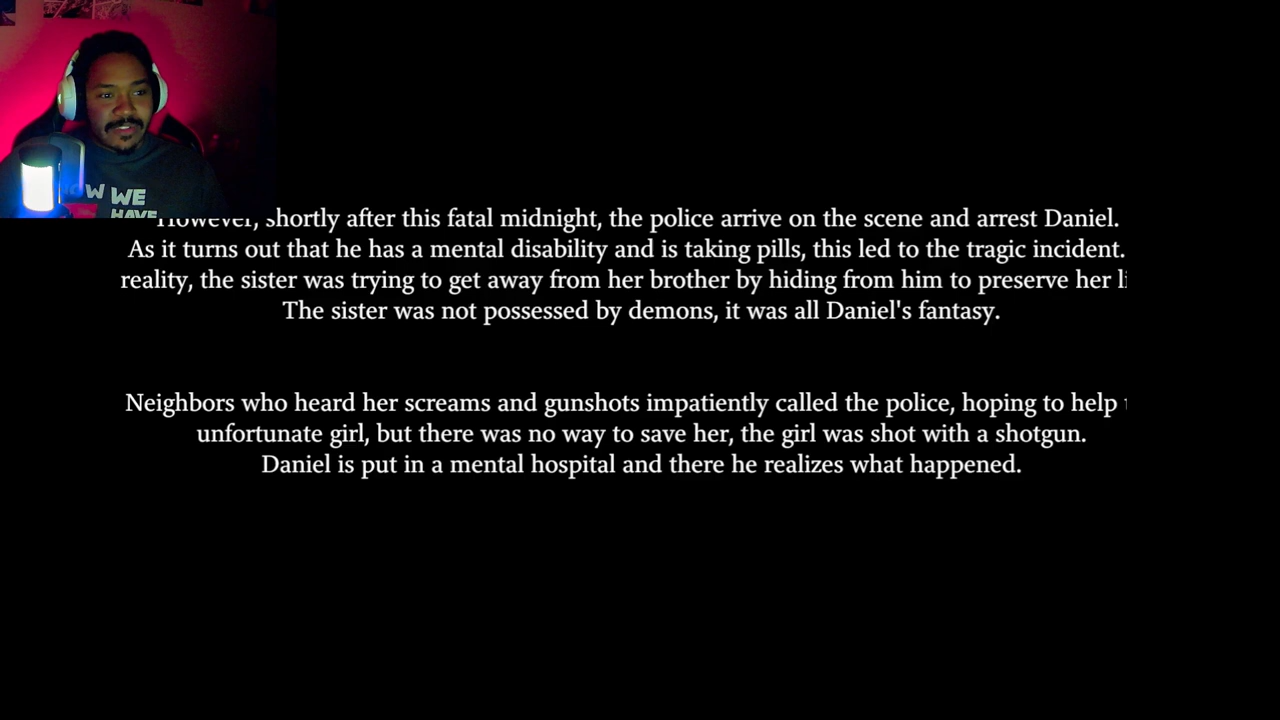 OW WE
HAVE
However, shortly after this fatal midnight, the police arrive on the scene and arrest Daniel.
As it turns out that he has a mental disability and is taking pills, this led to the tragic incident.
reality, the sister was trying to get away from her brother by hiding from him to preserve her
The sister was not possessed by demons, it was all Daniel's fantasy.
Neighbors who heard her screams and gunshots impatiently called the police, hoping to help
unfortunate girl, but there was no way to save her, the girl was shot with a shotgun.
Daniel is put in a mental hospital and there he realizes what happened.